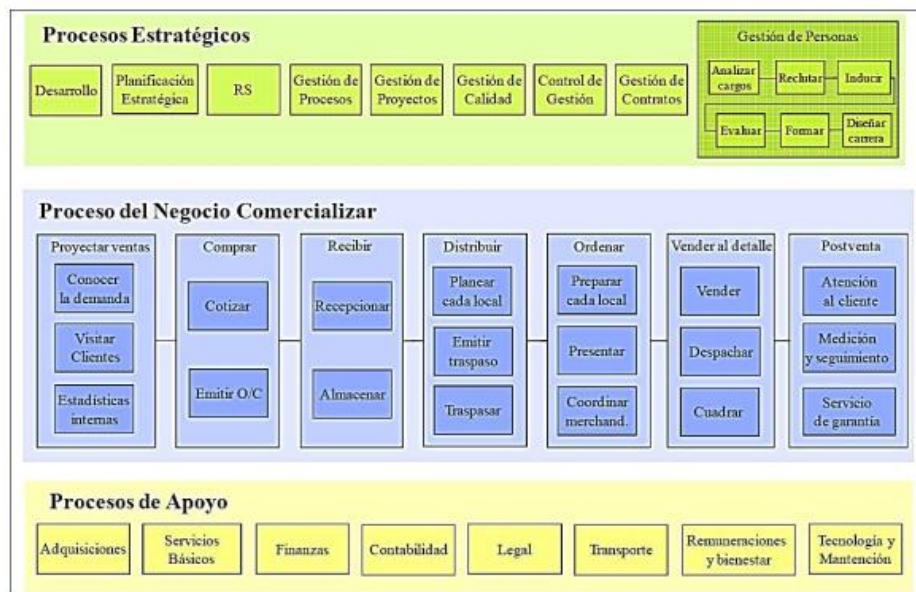 Procesos Estratégicos
Desarrollo
Planificación
Estratégica
RS
Gestión de
Procesos
Gestión de
Proyectos
Gestión de
Calidad
Control de
Gestión
Gestión de
Contratos
Gestión de Personas
Analizar
cargos
Reclutar
Inducir
Evaluar
Formar
Diseñar
carrera
Proceso del Negocio Comercializar
Proyectar ventas
Conocer
la demanda
Visitar
Clientes
Estadísticas
internas
Comprar
Cotizar
Emitir O/C
Recibir
Recepcionar
Almacenar
Distribuir
Planear
cada local
Emitir
traspaso
Traspasar
Ordenar
Preparar
cada local
Presentar
Coordinar
merchand.
Vender al detalle
Vender
Despachar
Cuadrar
Postventa
Atención
al cliente
Medición
y seguimiento
Servicio
de garantía
Procesos de Apoyo
Adquisiciones
Servicios
Básicos
Finanzas
Contabilidad
Legal
Transporte
Remuneraciones
y bienestar
Tecnología y
Mantención